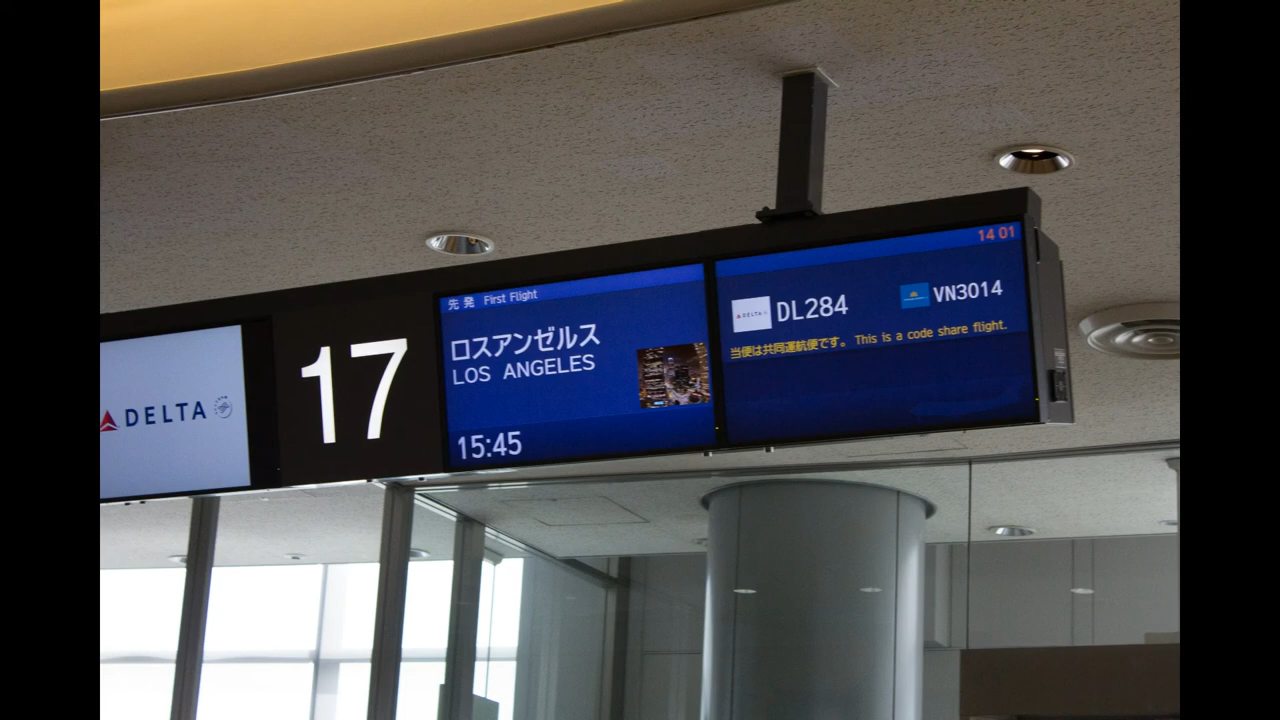 DELTA
17
先発 First Flight
ロスアンゼルス
LOS ANGELES
15:45
14 01
DELTA
DL284
VN3014
当便は共同運航便です。 This is a code share flight.